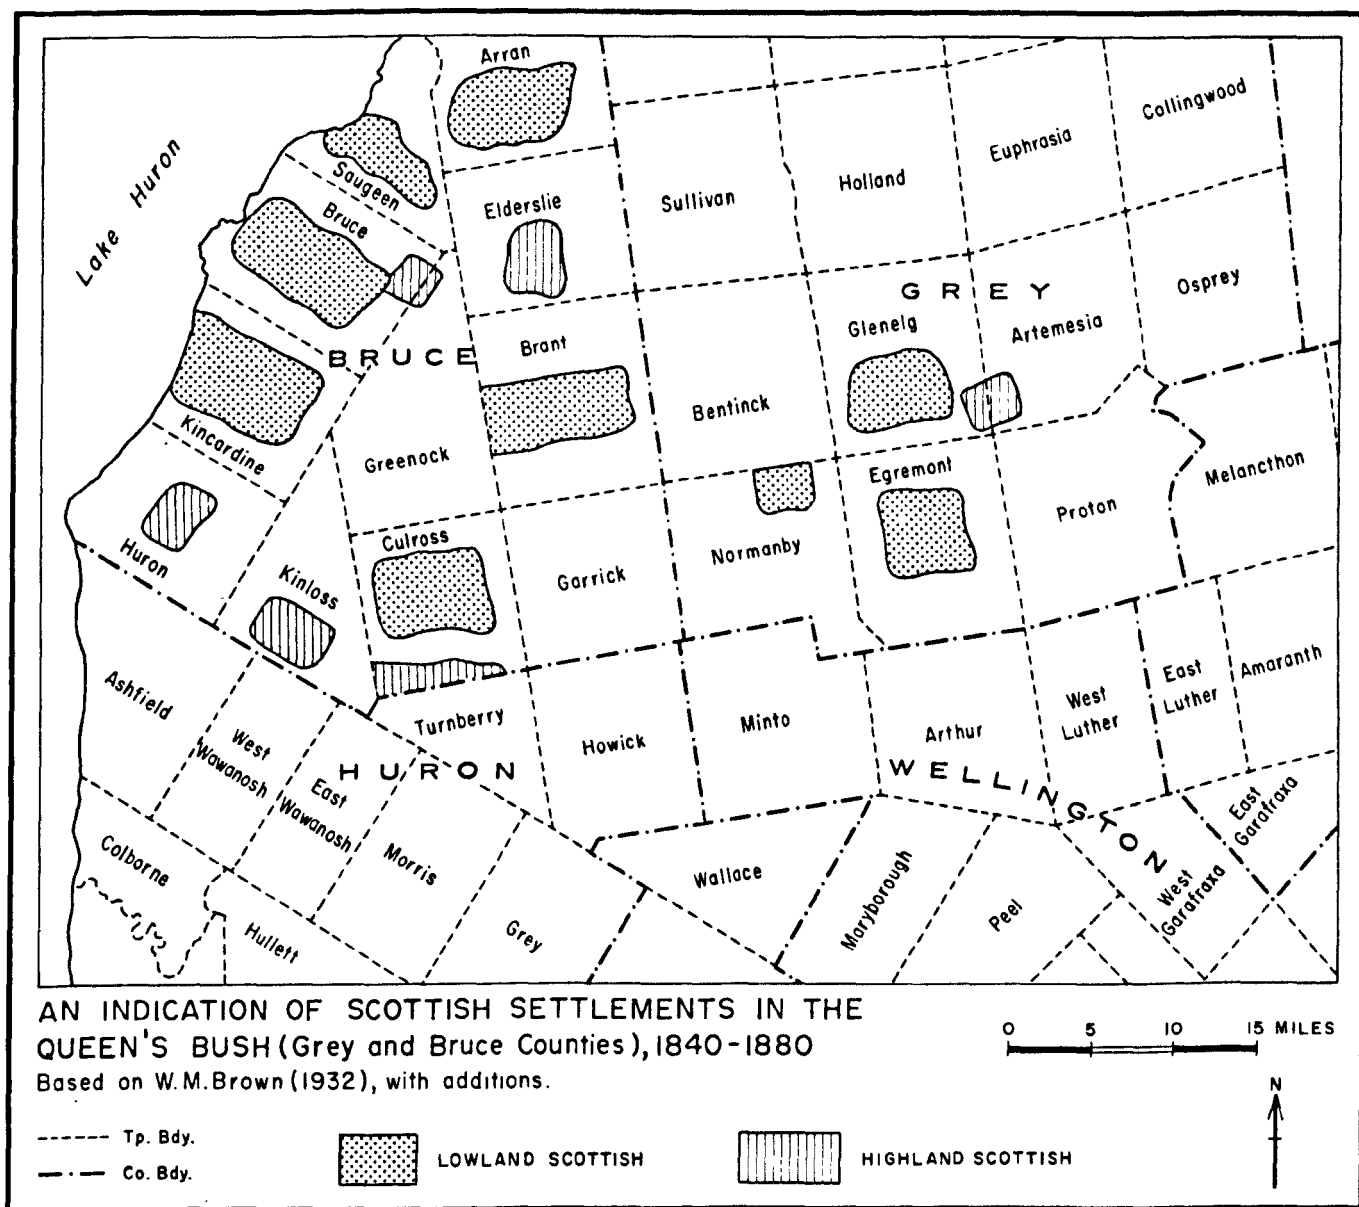 Arran
Collingwood
Euphrasia
Lake Huron
Saugeen
Holland
Sullivan
Elderslie
Bruce
Osprey
GREY
Glenelg
Artemesia
BRUCE
Brant
Bentinck
Kincardine
Greenock
Egremont
Melancthon
Proton
Huron
Culross
Normanby
Garrick
Kinloss
Ashfield
East
Luther
Amaranth
West
Luther
Turnberry
Minto
Arthur
Howick
West
Wawanosh
HURON
East
Wawanosh
WELLINGTON
East
Garafraxa
Colborne
Morris
Wallace
Maryborough
West
Garafraxa
Peel
Hullett
Grey
AN INDICATION OF SCOTTISH SETTLEMENTS IN THE
QUEEN'S BUSH (Grey and Bruce Counties), 1840-1880
Based on W.M.Brown (1932), with additions.
0 5 10 15 MILES
N
Tp. Bdy.
Co. Bdy.
LOWLAND SCOTTISH
HIGHLAND SCOTTISH